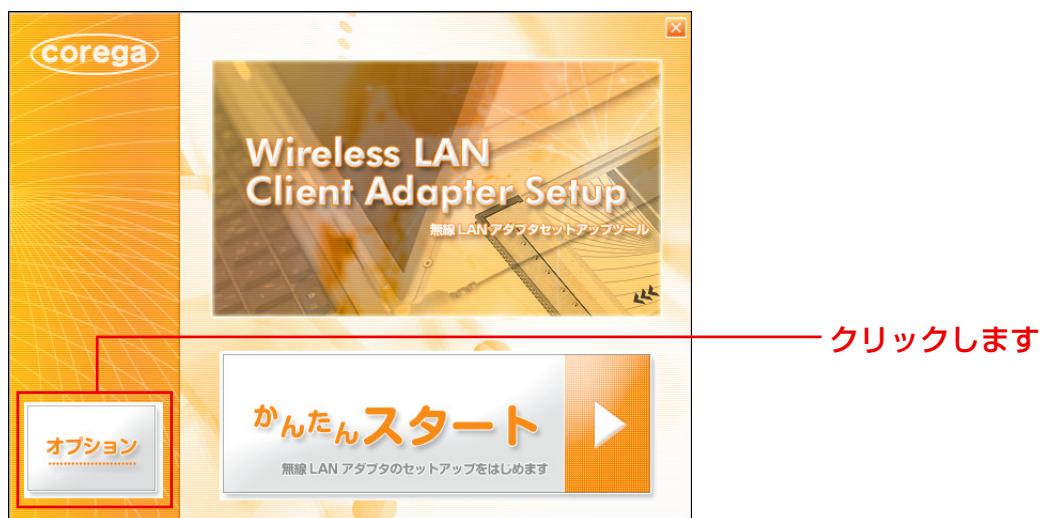 corega
Wireless LAN
Client Adapter Setup
無線LANアダプタセットアップツール
クリックします
かんたんスタート
無線 LAN アダプタのセットアップをはじめます
オプション